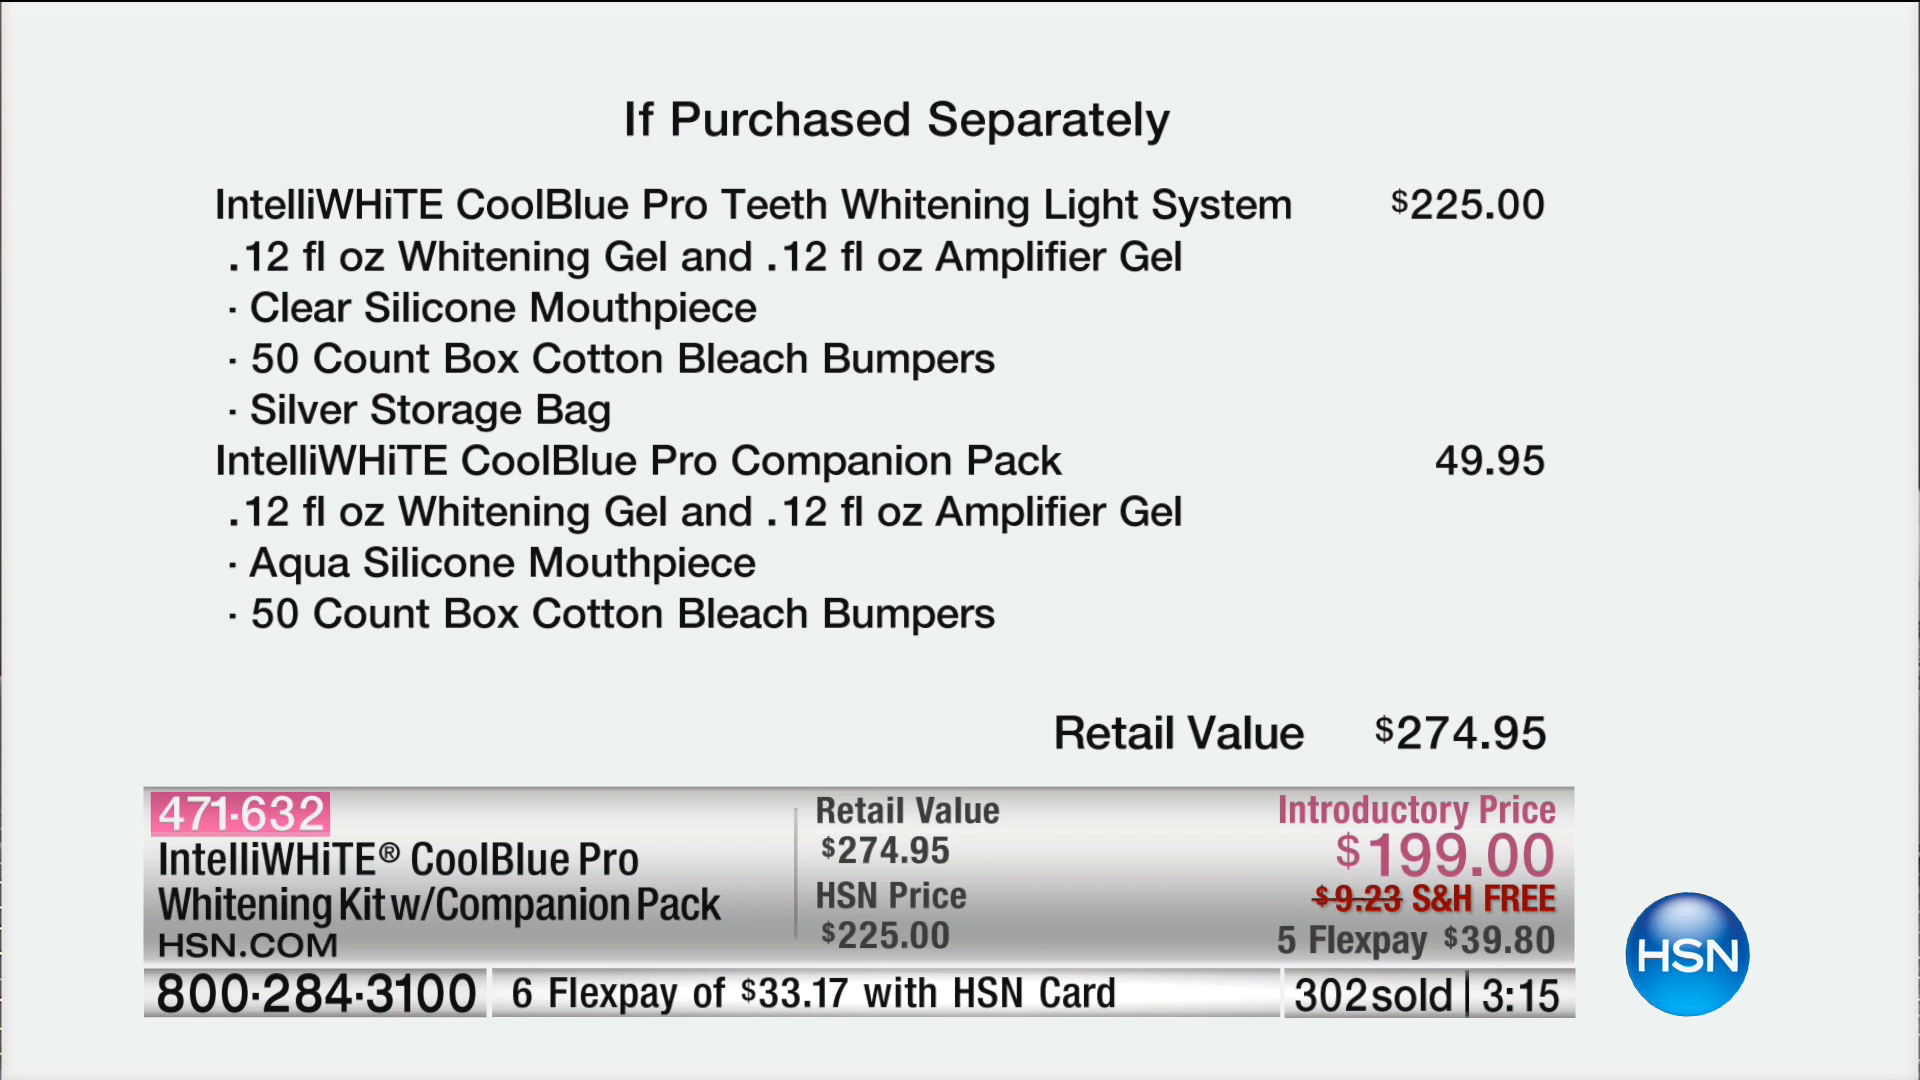 If Purchased Separately
IntelliWHiTE CoolBlue Pro Teeth Whitening Light System $225.00
.12 fl oz Whitening Gel and .12 fl oz Amplifier Gel
· Clear Silicone Mouthpiece
· 50 Count Box Cotton Bleach Bumpers
· Silver Storage Bag
IntelliWHiTE CoolBlue Pro Companion Pack 49.95
.12 fl oz Whitening Gel and .12 fl oz Amplifier Gel
· Aqua Silicone Mouthpiece
· 50 Count Box Cotton Bleach Bumpers
Retail Value $274.95
471-632
IntelliWHiTE® CoolBlue Pro
Whitening Kit w/Companion Pack
HSN.COM
Retail Value
$274.95
HSN Price
$225.00
Introductory Price
$199.00
$9.23 S&H FREE
5 Flexpay $39.80
800·284·3100
6 Flexpay of $33.17 with HSN Card
302 sold | 3:15
HSN